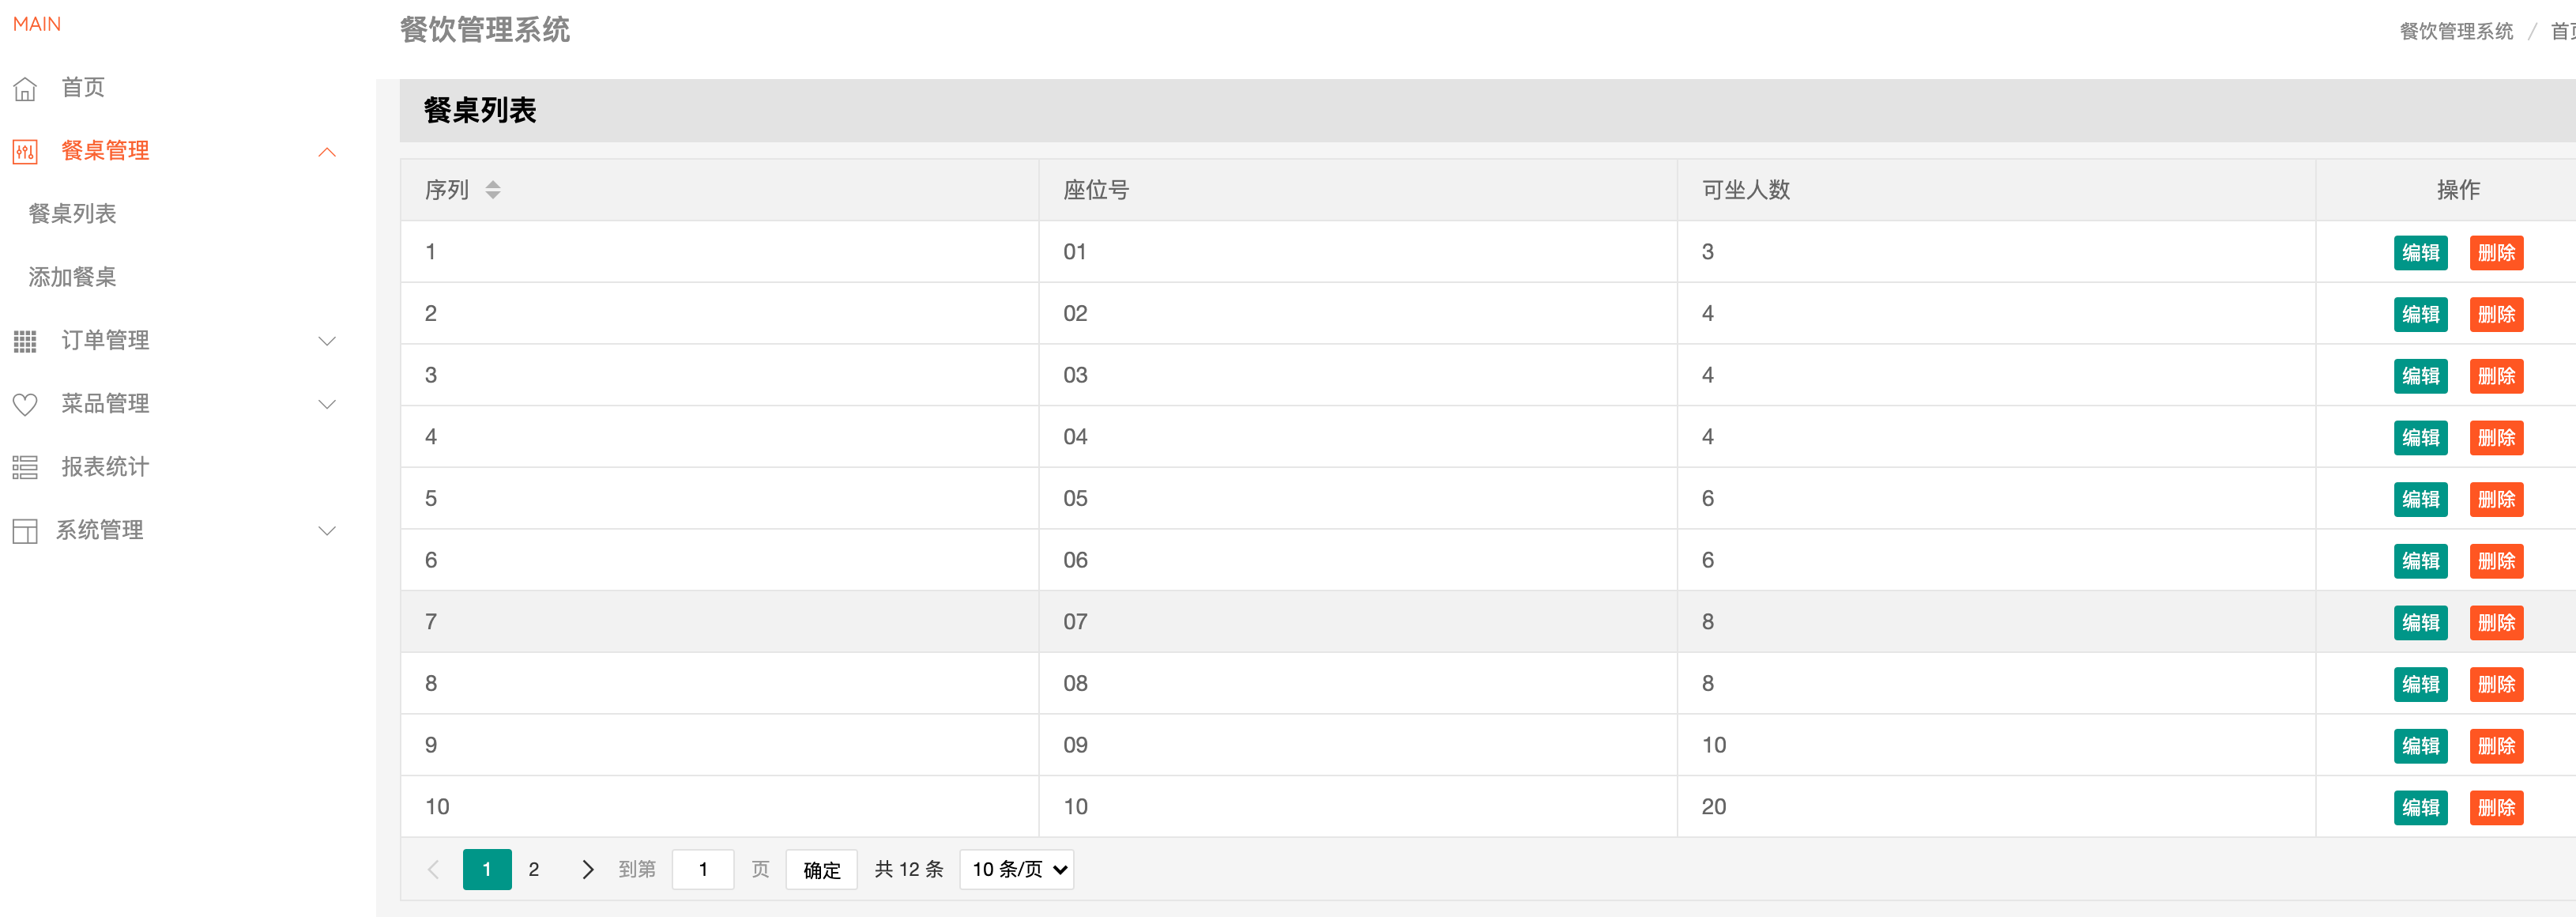 MAIN
首页
餐桌管理
餐桌列表
添加餐桌
订单管理
菜品管理
报表统计
系统管理
餐饮管理系统
餐饮管理系统 / 首
餐桌列表
序列 座位号 可坐人数 操作
1 01 3 编辑 删除
2 02 4 编辑 删除
3 03 4 编辑 删除
4 04 4 编辑 删除
5 05 6 编辑 删除
6 06 6 编辑 删除
7 07 8 编辑 删除
8 08 8 编辑 删除
9 09 10 编辑 删除
10 10 20 编辑 删除
1 2 到第 1 页 确定 共 12 条 10 条/页